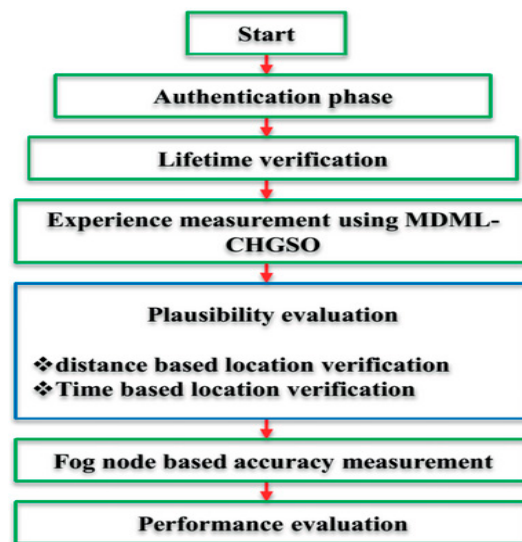 Start
Authentication phase
Lifetime verification
Experience measurement using MDML-
CHGSO
Plausibility evaluation
❖distance based location verification
❖Time based location verification
Fog node based accuracy measurement
Performance evaluation